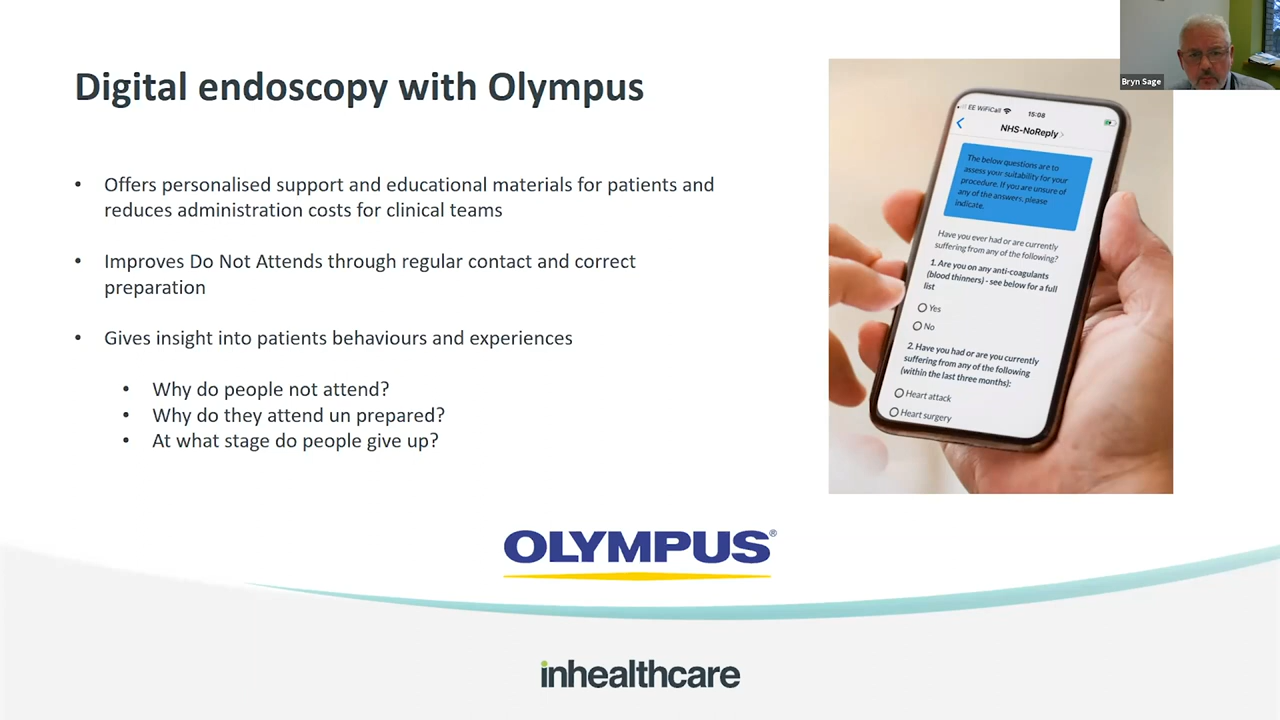 Bryn Sage
Digital endoscopy with Olympus
• Offers personalised support and educational materials for patients and
reduces administration costs for clinical teams
• Improves Do Not Attends through regular contact and correct
preparation
• Gives insight into patients behaviours and experiences
• Why do people not attend?
• Why do they attend un prepared?
• At what stage do people give up?
EE WiFiCall
15:08
NHS-NoReply
The below questions are to
assess your suitability for your
procedure. If you are unsure of
any of the answers, please
indicate.
Have you ever had or are currently
suffering from any of the following?
1. Are you on any anti-coagulants
(blood thinners) - see below for a full
list
Yes
No
2. Have you had or are you currently
suffering from any of the following
(within the last three months):
Heart attack
Heart surgery
OLYMPUS®
inhealthcare